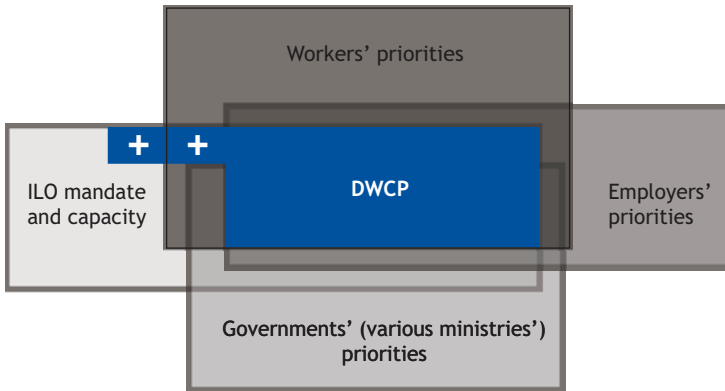 Workers’ priorities
+ +
DWCP
ILO mandate
and capacity
Employers’
priorities
Governments’ (various ministries’)
priorities